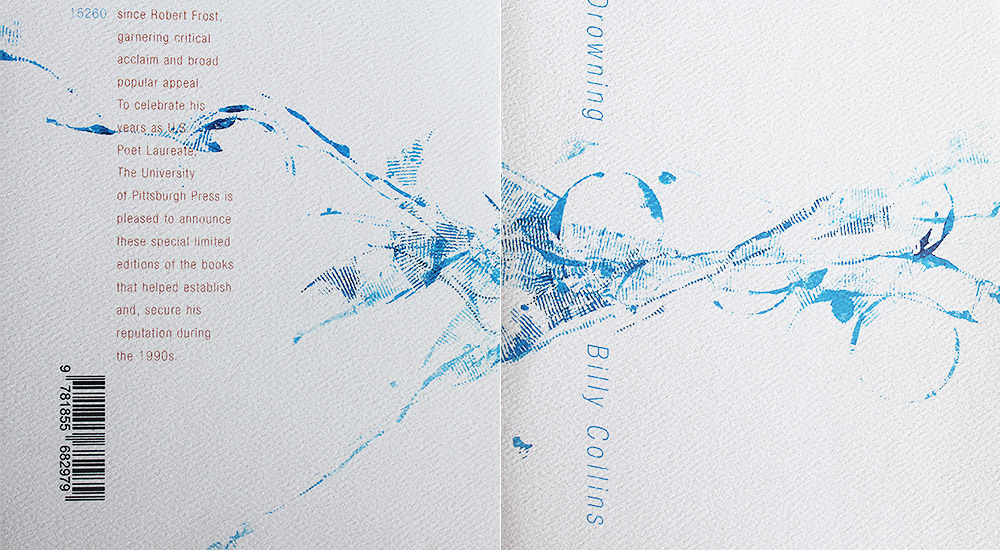 15260
since Robert Frost,
garnering critical
acclaim and broad
popular appeal.
To celebrate his
years as U.S.
Poet Laureate,
The University
of Pittsburgh Press is
pleased to announce
these special limited
editions of the books
that helped establish
and, secure his
reputation during
the 1990s.
9 781855 682979
Drowning
Billy Collins